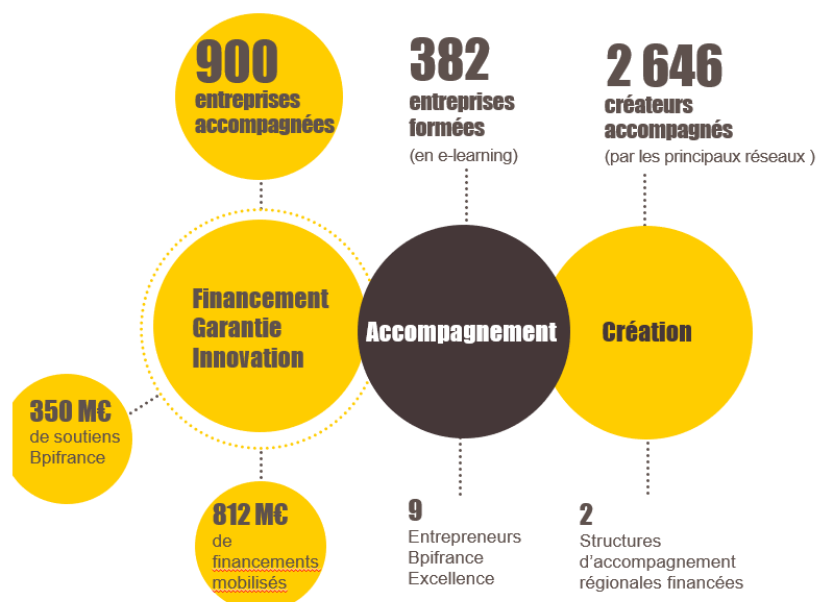 900
entreprises
accompagnées
382
entreprises
formées
(en e-learning)
2 646
créateurs
accompagnés
(par les principaux réseaux )
Financement
Garantie
Innovation
Accompagnement
Création
350 M€
de soutiens
Bpifrance
812 M€
de
financements
mobilisés
9
Entrepreneurs
Bpifrance
Excellence
2
Structures
d'accompagnement
régionales financées